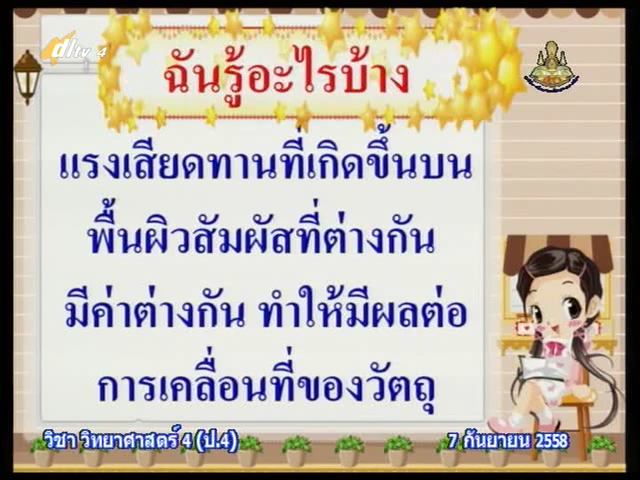 dltv 4
ฉันรู้อะไรบ้าง
แรงเสียดทานที่เกิดขึ้นบน
พื้นผิวสัมผัสที่ต่างกัน
มีค่าต่างกัน ทำให้มีผลต่อ
การเคลื่อนที่ของวัตถุ
วิชา วิทยาศาสตร์ 4 (ป.4)
7 กันยายน 2558